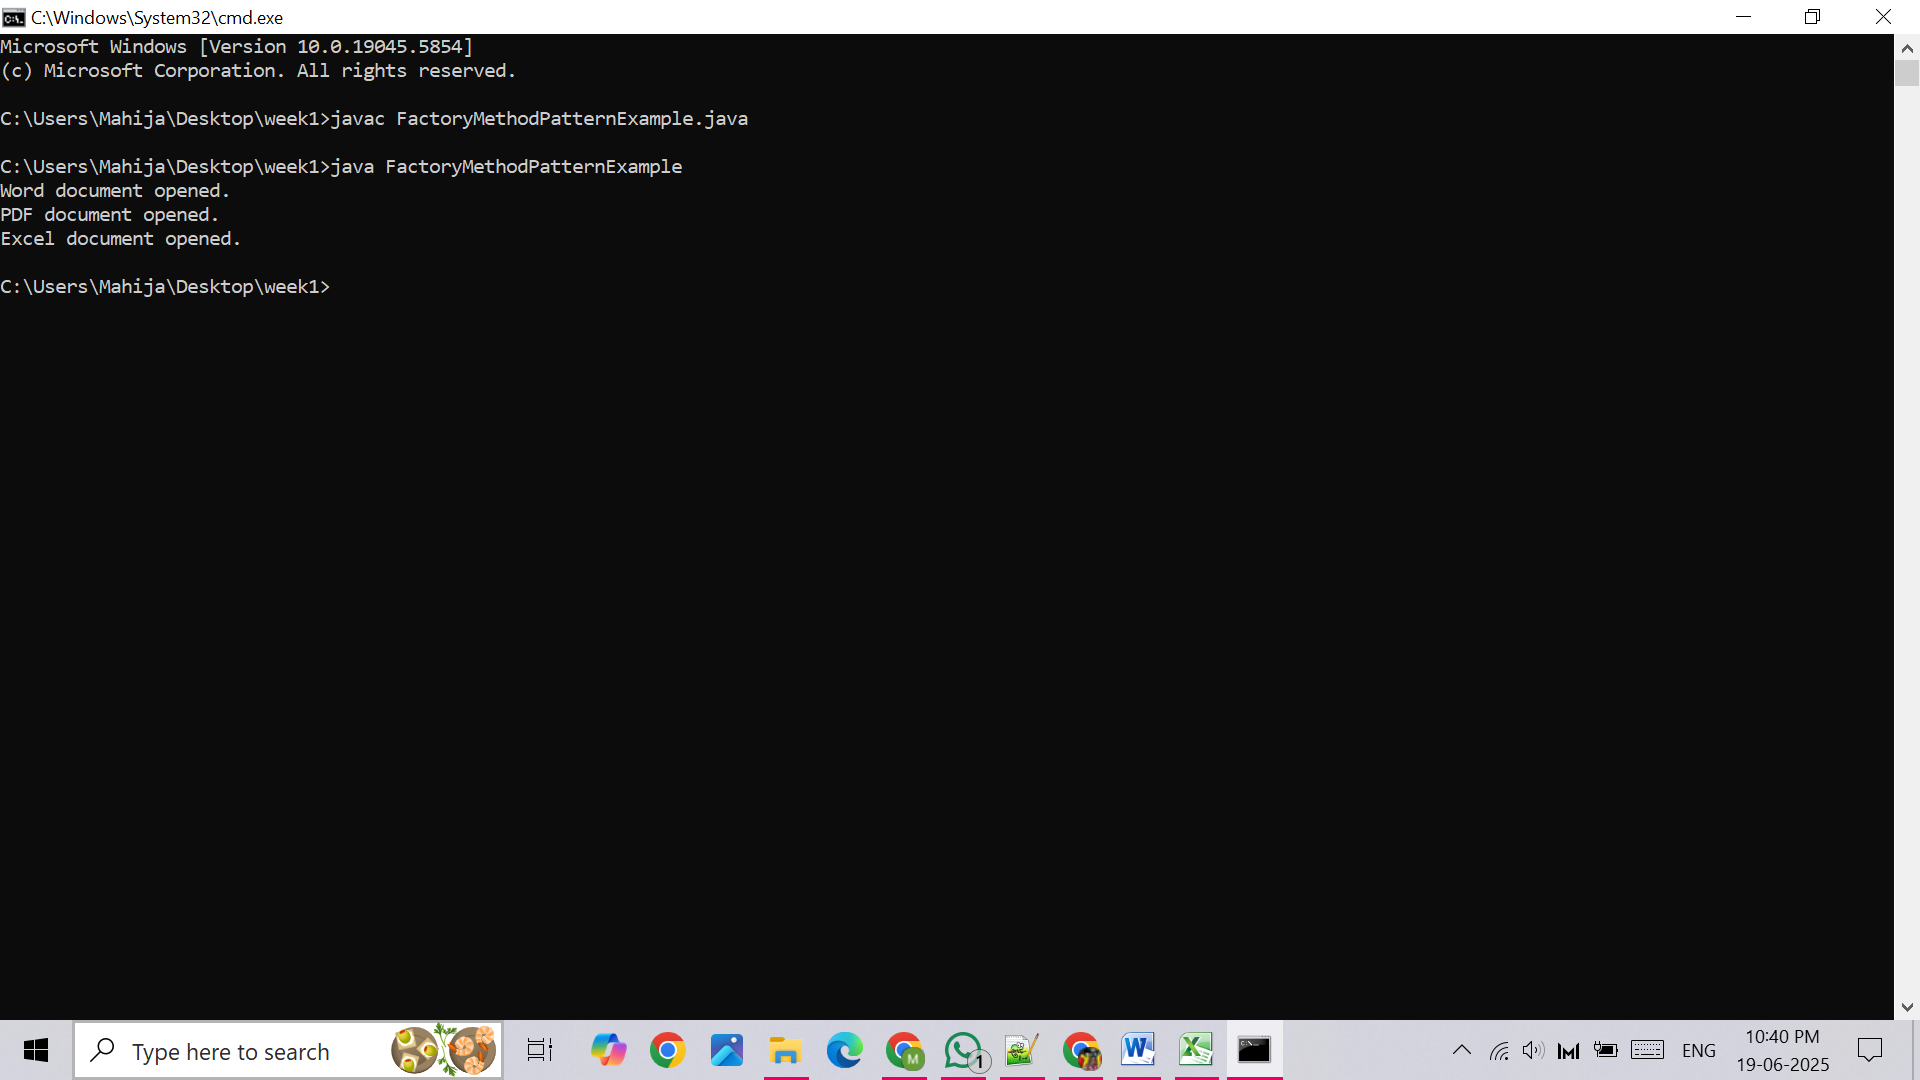 C:\Windows\System32\cmd.exe
Microsoft Windows [Version 10.0.19045.5854]
(c) Microsoft Corporation. All rights reserved.
C:\Users\Mahija\Desktop\week1>javac FactoryMethodPatternExample.java
C:\Users\Mahija\Desktop\week1>java FactoryMethodPatternExample
Word document opened.
PDF document opened.
Excel document opened.
C:\Users\Mahija\Desktop\week1>
Type here to search
M
1
ENG
10:40 PM
19-06-2025